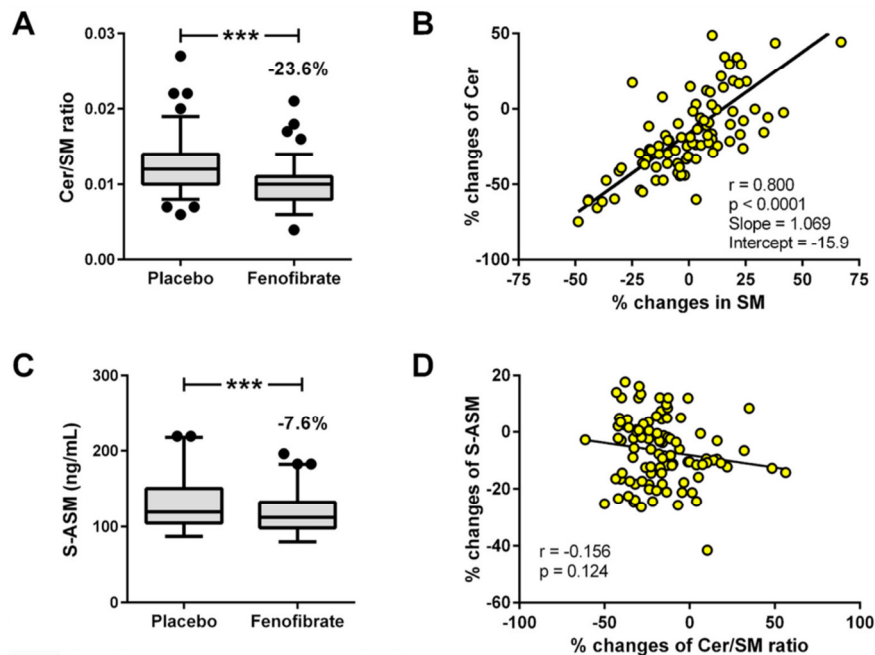 A
Cer/SM ratio
0.03
0.02
0.01
0.00
***
-23.6%
Placebo
Fenofibrate
B
% changes of Cer
50
0
-50
-100
r = 0.800
p < 0.0001
Slope = 1.069
Intercept = -15.9
-75
-50
-25
0
25
50
75
% changes in SM
C
S-ASM (ng/mL)
300
200
100
0
***
-7.6%
Placebo
Fenofibrate
D
% changes of S-ASM
20
0
-20
-40
-60
r = -0.156
p = 0.124
-100
-50
0
50
100
% changes of Cer/SM ratio